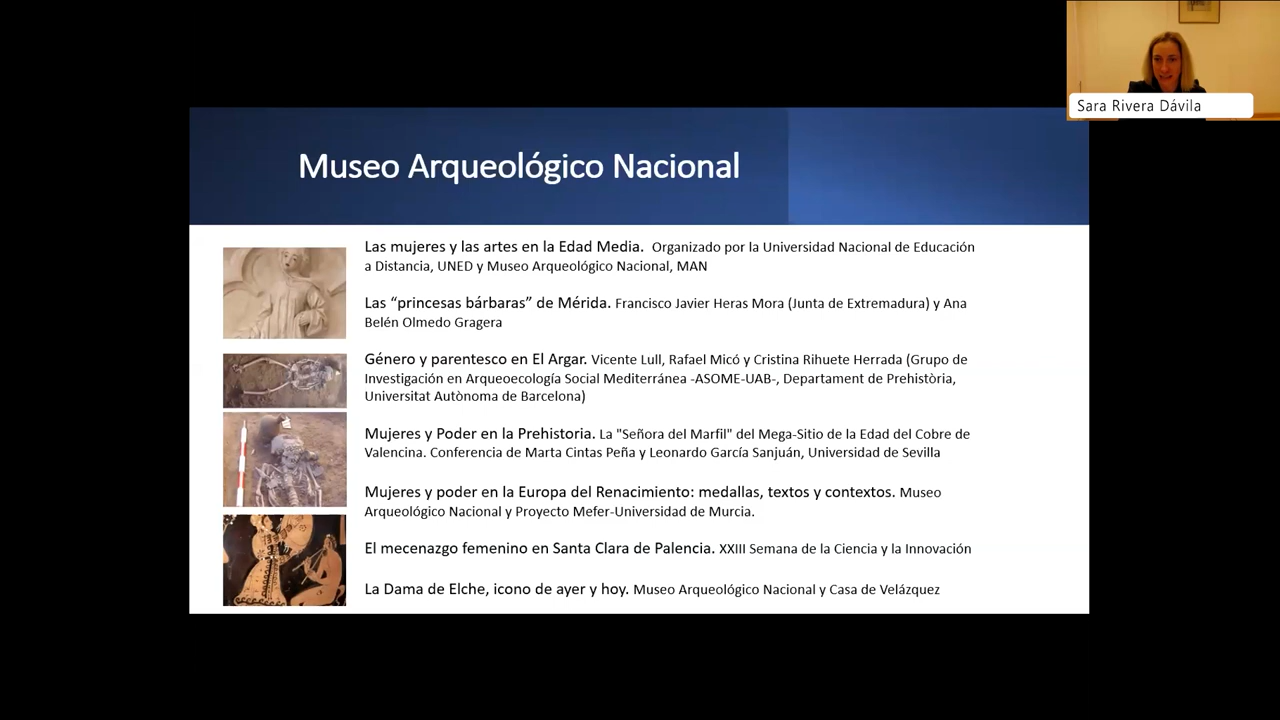 Sara Rivera Dávila
Museo Arqueológico Nacional
Las mujeres y las artes en la Edad Media. Organizado por la Universidad Nacional de Educación
a Distancia, UNED y Museo Arqueológico Nacional, MAN
Las “princesas bárbaras” de Mérida. Francisco Javier Heras Mora (Junta de Extremadura) y Ana
Belén Olmedo Gragera
Género y parentesco en El Argar. Vicente Lull, Rafael Micó y Cristina Rihuete Herrada (Grupo de
Investigación en Arqueoecología Social Mediterránea -ASOME-UAB-, Departament de Prehistòria,
Universitat Autònoma de Barcelona)
Mujeres y Poder en la Prehistoria. La "Señora del Marfil" del Mega-Sitio de la Edad del Cobre de
Valencina. Conferencia de Marta Cintas Peña y Leonardo García Sanjuán, Universidad de Sevilla
Mujeres y poder en la Europa del Renacimiento: medallas, textos y contextos. Museo
Arqueológico Nacional y Proyecto Mefer-Universidad de Murcia.
El mecenazgo femenino en Santa Clara de Palencia. XXIII Semana de la Ciencia y la Innovación
La Dama de Elche, icono de ayer y hoy. Museo Arqueológico Nacional y Casa de Velázquez